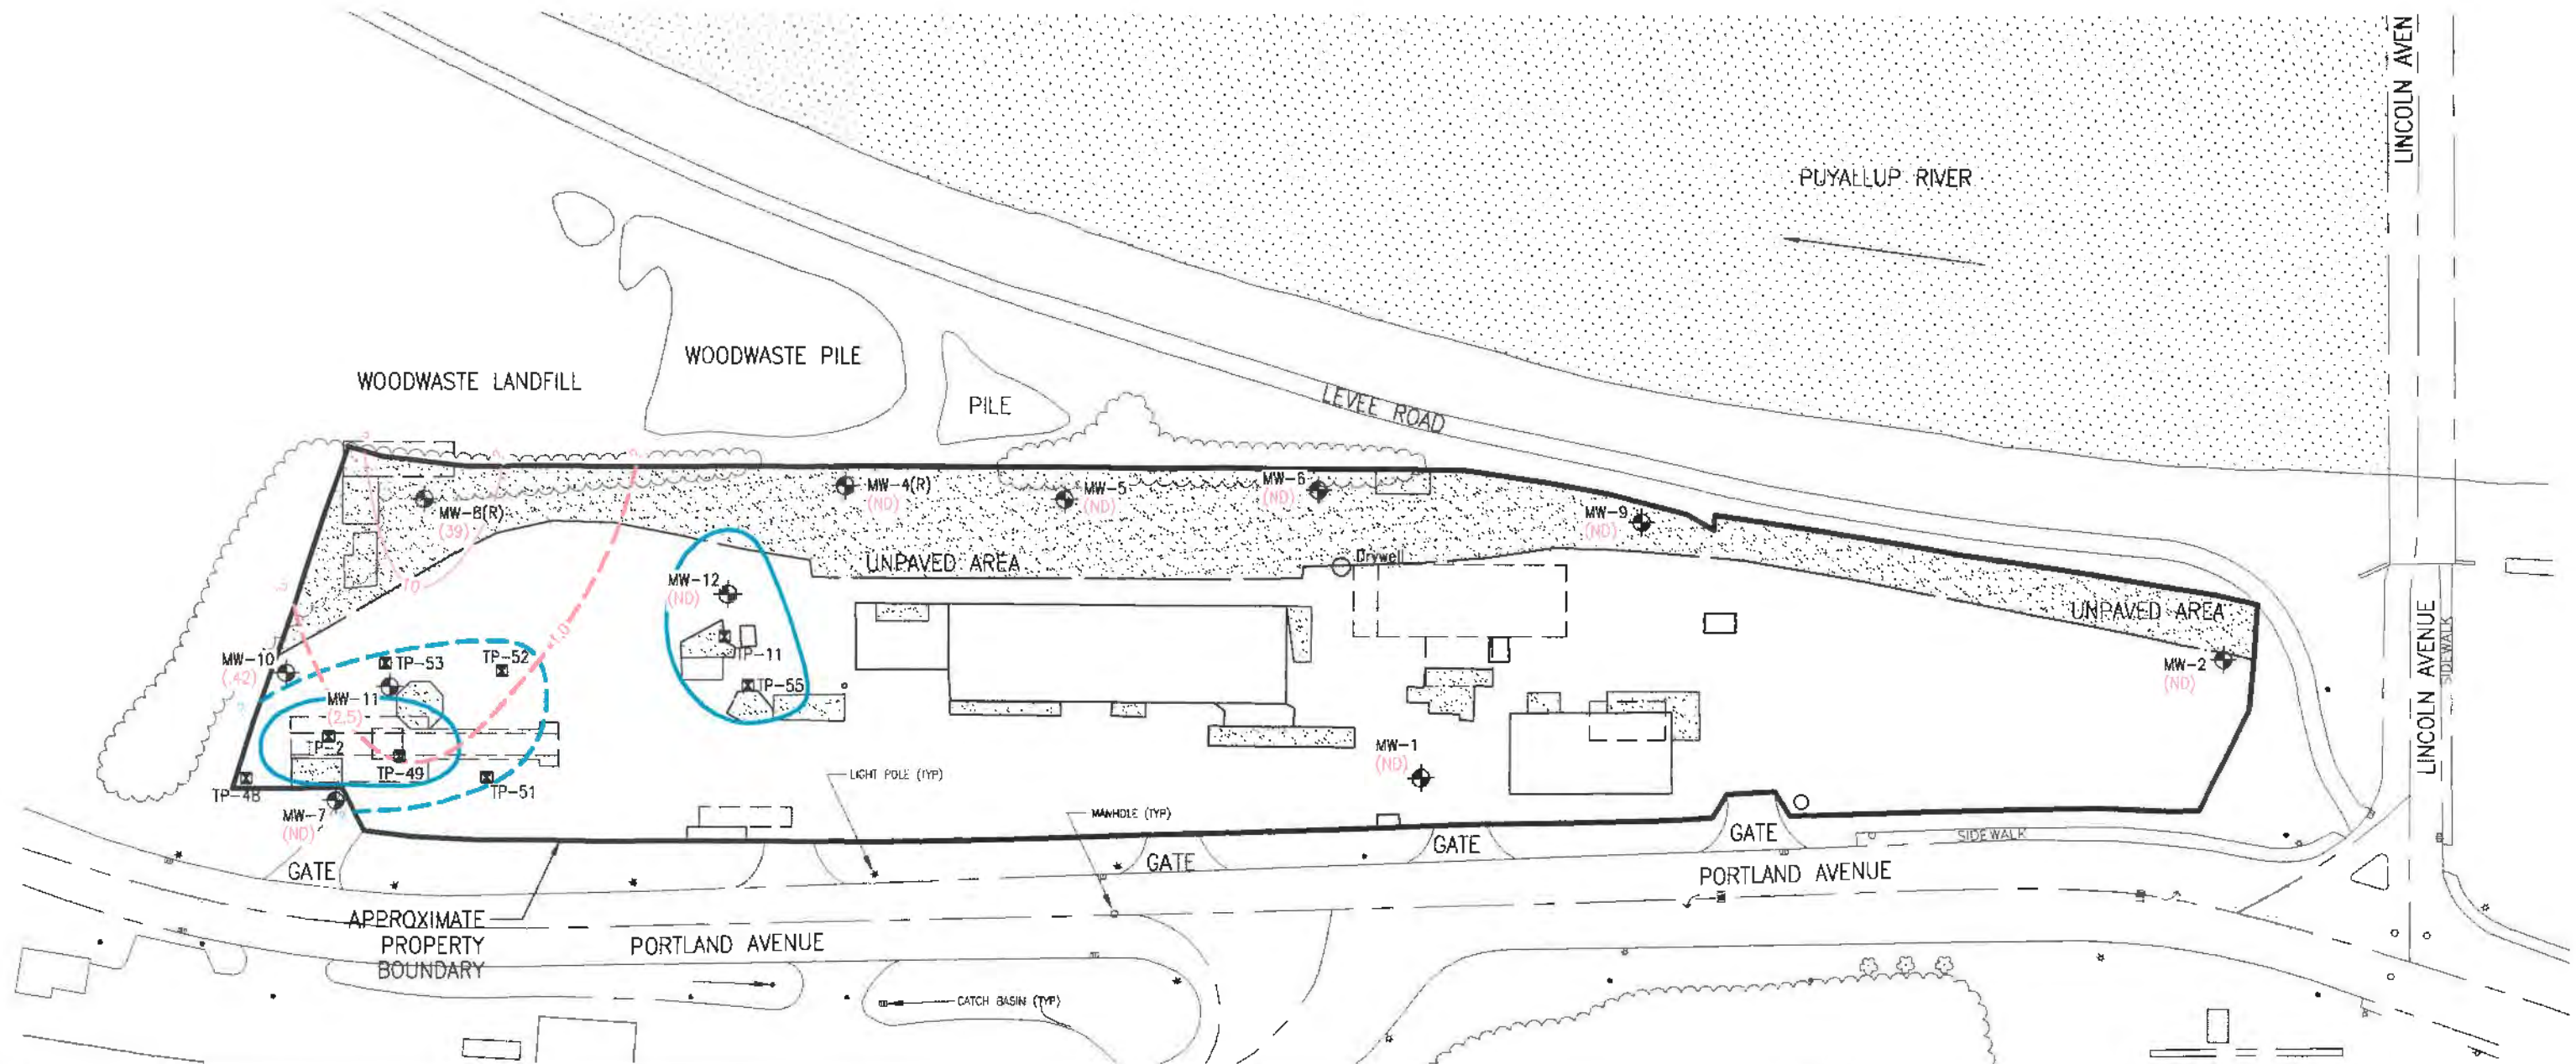 LINCOLN AVEN
PUYALLUP RIVER
WOODWASTE PILE
WOODWASTE LANDFILL
PILE
LEVEE ROAD
MW-4(R)
(ND)
MW-5
(ND)
MW-6
(ND)
MW-8(R)
(39)
MW-9
(ND)
Drywell
UNPAVED AREA
10
MW-12
(ND)
UNPAVED AREA
1.0
LINCOLN AVENUE
SIDEWALK
MW-10
(.42)
TP-53
TP-52
TP-11
MW-2
(ND)
TP-55
MW-11
(2.5)
TP-2
TP-49
TP-48
TP-51
MW-1
(ND)
LIGHT POLE (TYP)
MW-7
(ND)
MANHOLE (TYP)
GATE
GATE
GATE
GATE
SIDEWALK
PORTLAND AVENUE
APPROXIMATE
PROPERTY
BOUNDARY
PORTLAND AVENUE
CATCH BASIN (TYP)